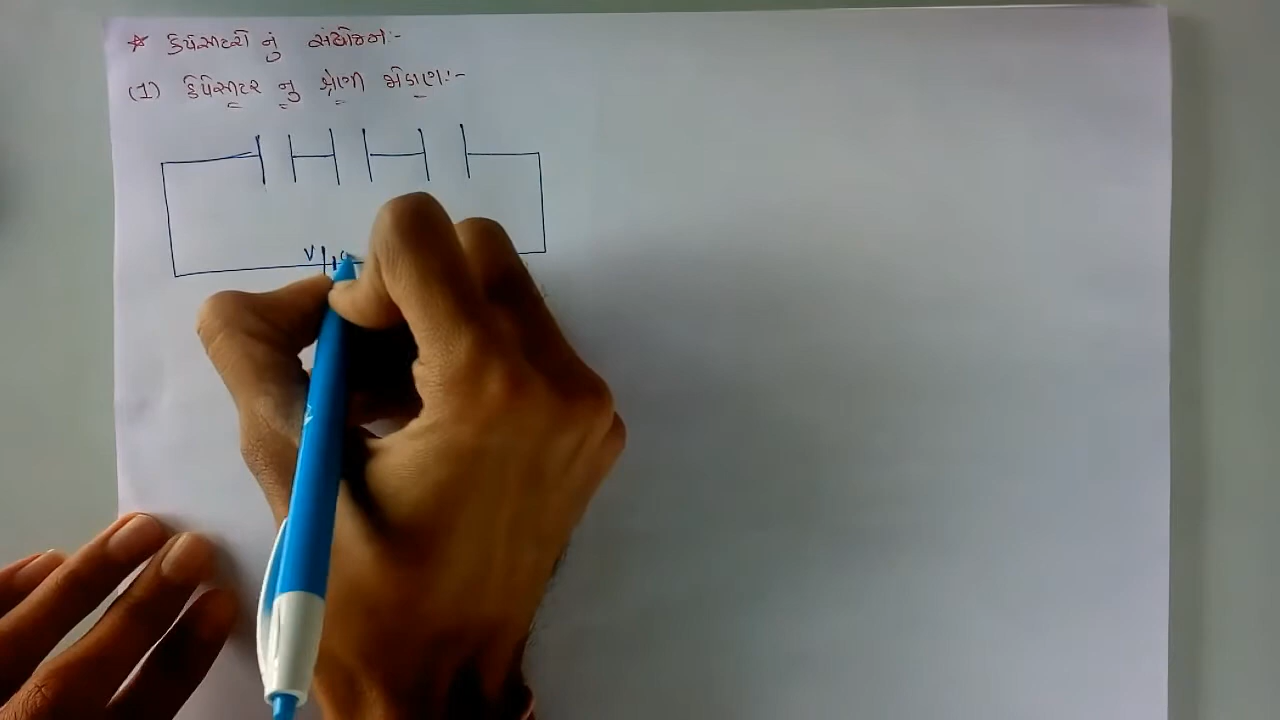 * કેપેસીટરો નું સંયોજન:-
(1) કેપેસીટર નુ શ્રેણી જોડાણ:-
V